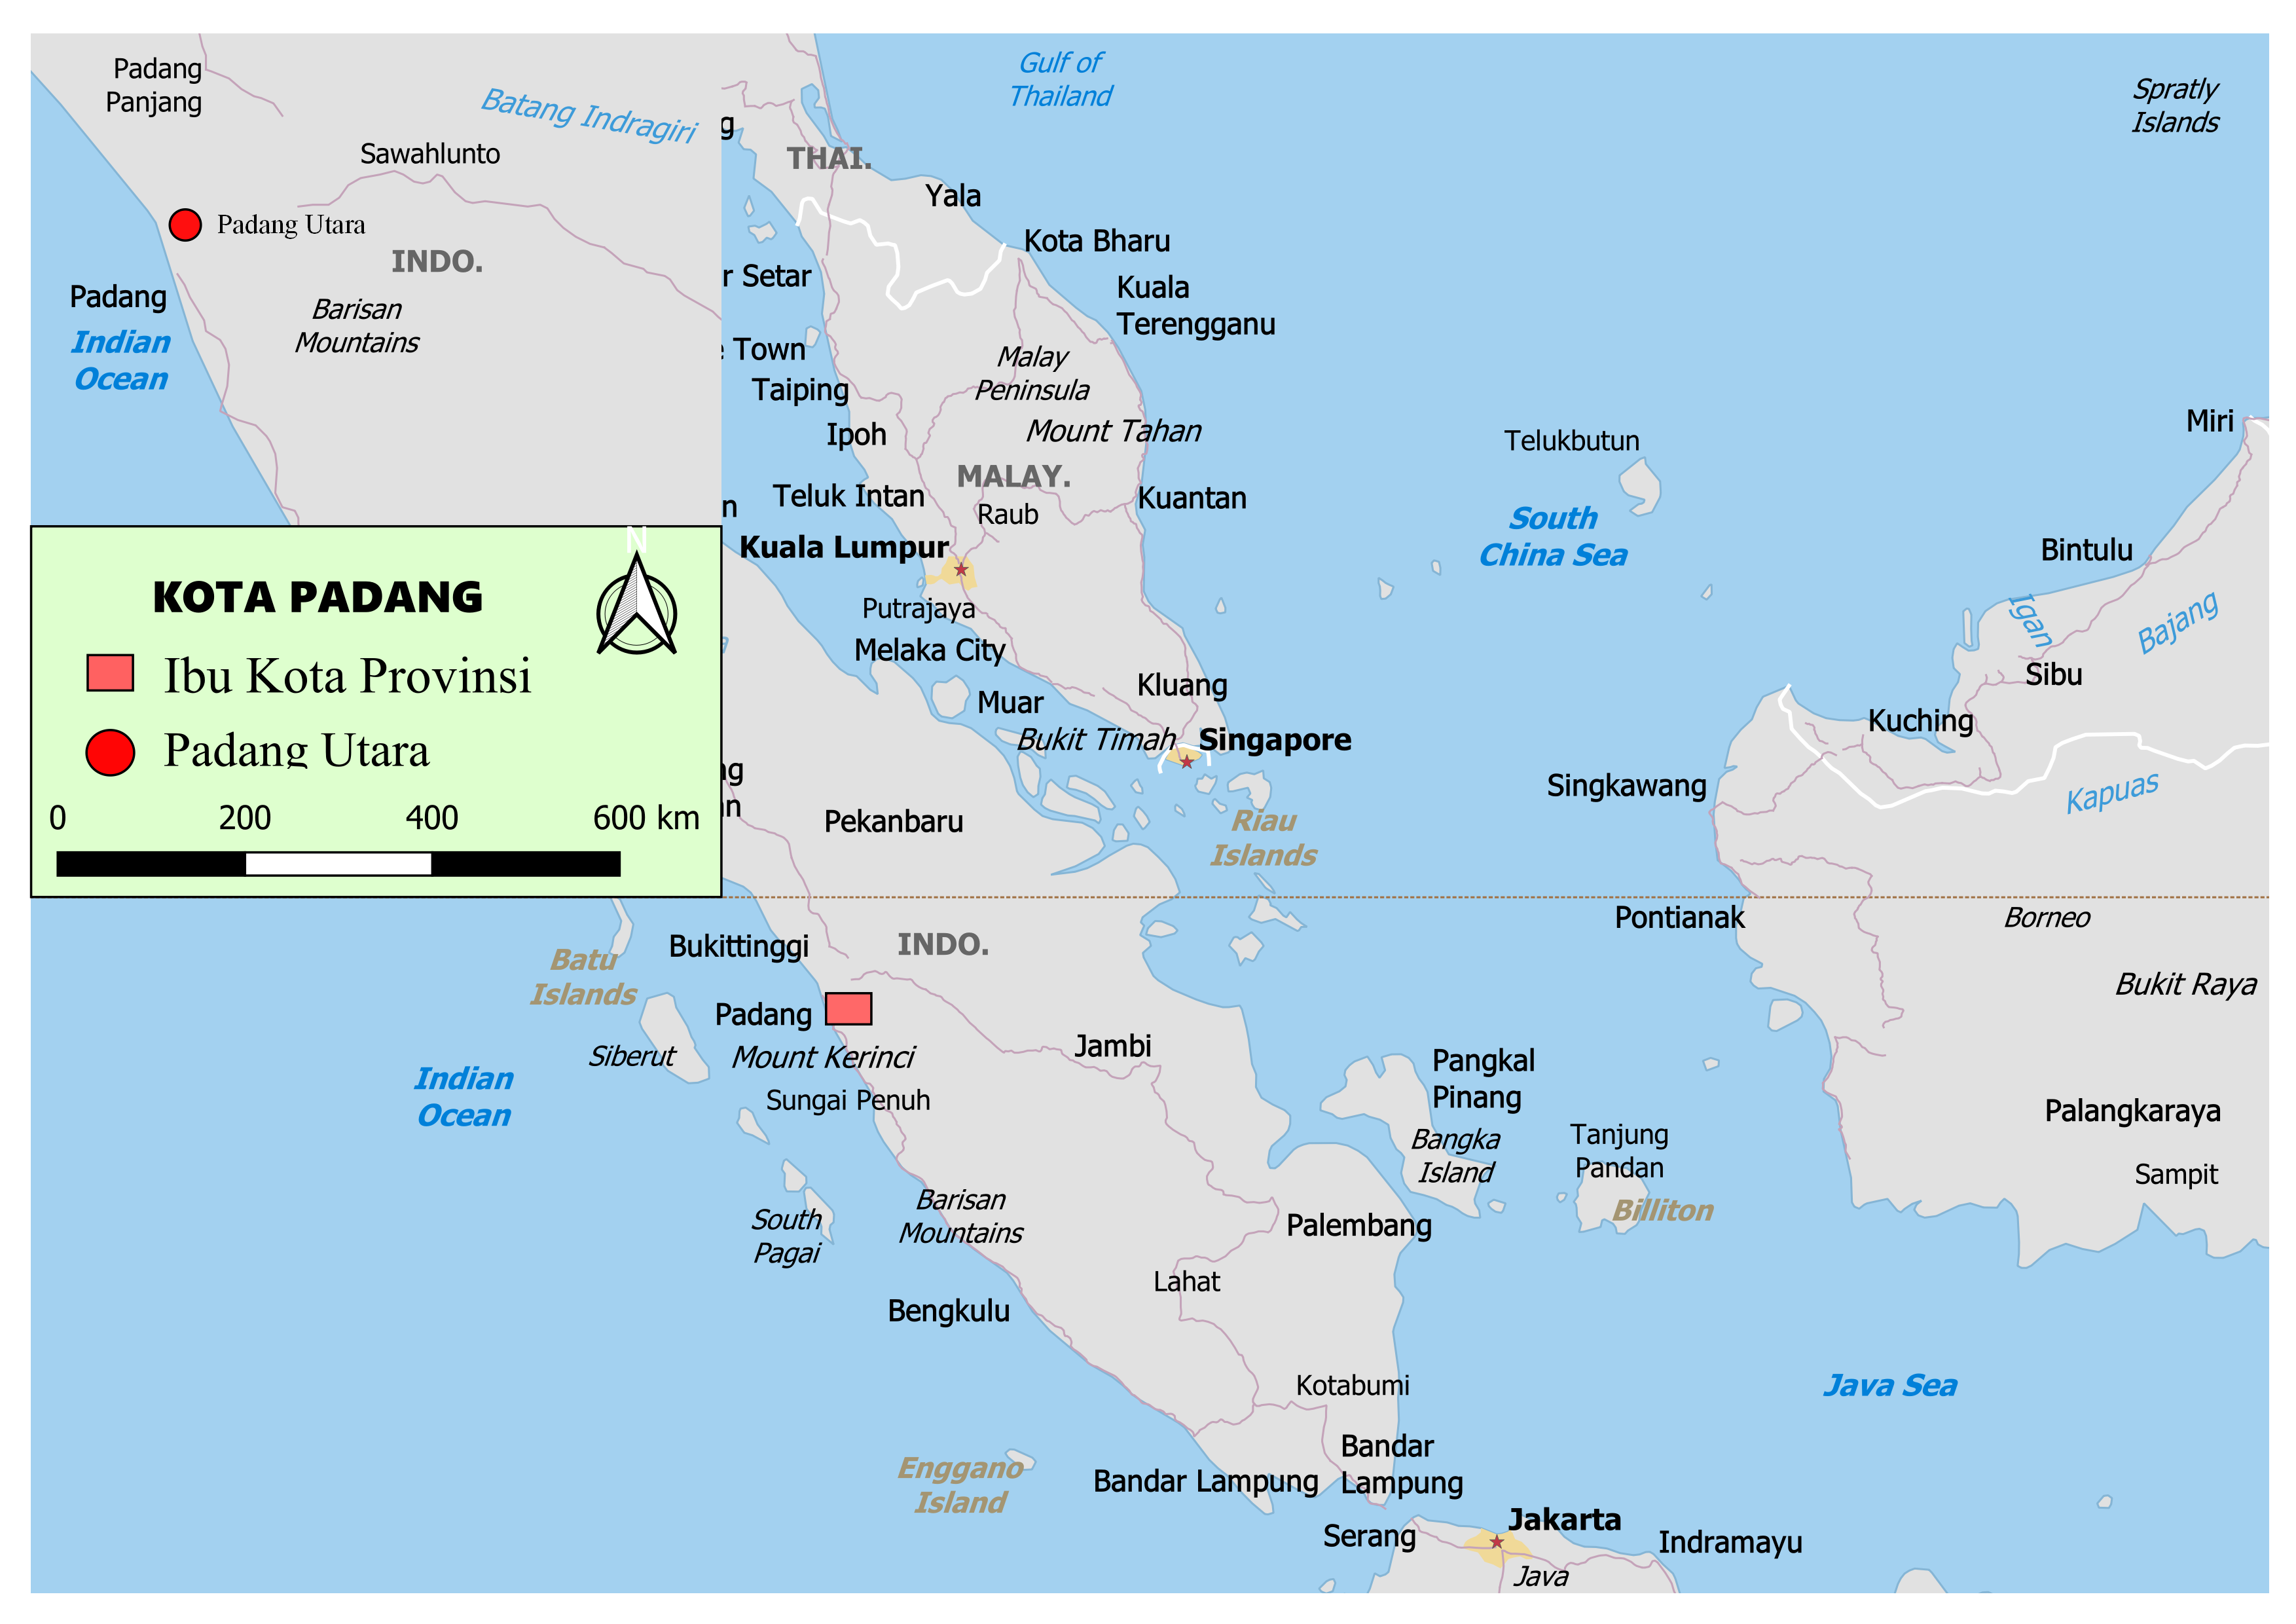 Padang
Panjang
Batang Indragiri
Sawahlunto
Padang Utara
INDO.
Padang
Barisan
Mountains
Indian
Ocean
N
KOTA PADANG
Ibu Kota Provinsi
Padang Utara
0 200 400 600 km
Gulf of
Thailand
Spratly
Islands
g
THAI.
Yala
Kota Bharu
r Setar
Kuala
Terengganu
Town
Malay
Peninsula
Taiping
Ipoh
Mount Tahan
Telukbutun
Miri
MALAY.
Teluk Intan
Kuantan
n
Raub
South
China Sea
Kuala Lumpur
Bintulu
Putrajaya
Igan
Bajang
Melaka City
Sibu
Kluang
Muar
Kuching
Bukit Timah
Singapore
g
n
Singkawang
Kapuas
Pekanbaru
Riau
Islands
Pontianak
Borneo
Bukittinggi
INDO.
Batu
Islands
Bukit Raya
Padang
Siberut
Mount Kerinci
Jambi
Pangkal
Pinang
Indian
Ocean
Sungai Penuh
Palangkaraya
Bangka
Island
Tanjung
Pandan
Sampit
Barisan
Mountains
South
Pagai
Palembang
Billiton
Lahat
Bengkulu
Kotabumi
Java Sea
Bandar
Lampung
Enggano
Island
Bandar Lampung
Serang
Jakarta
Indramayu
Java